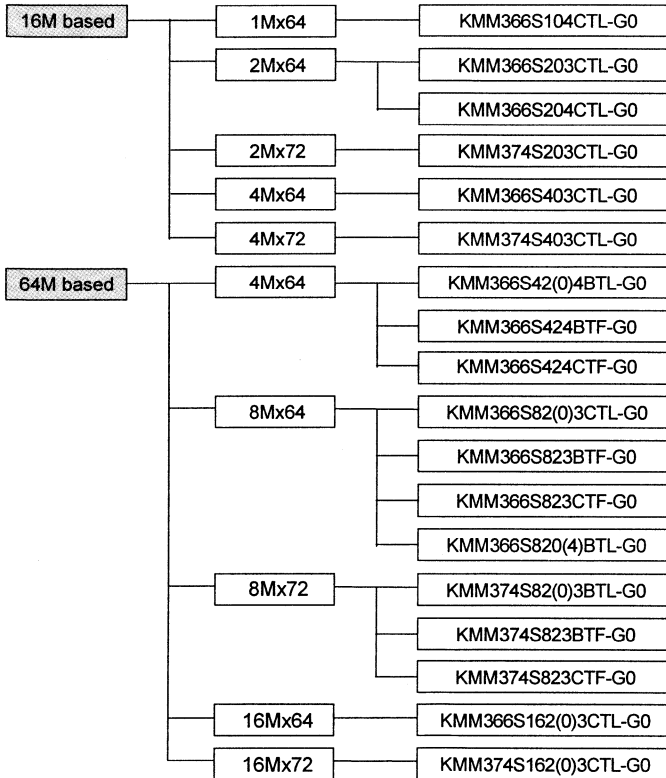 16M based
1Mx64
KMM366S104CTL-G0
2Mx64
KMM366S203CTL-G0
KMM366S204CTL-G0
2Mx72
KMM374S203CTL-G0
4Mx64
KMM366S403CTL-G0
4Mx72
KMM374S403CTL-G0
64M based
4Mx64
KMM366S42(0)4BTL-G0
KMM366S424BTF-G0
KMM366S424CTF-G0
8Mx64
KMM366S82(0)3CTL-G0
KMM366S823BTF-G0
KMM366S823CTF-G0
KMM366S820(4)BTL-G0
8Mx72
KMM374S82(0)3BTL-G0
KMM374S823BTF-G0
KMM374S823CTF-G0
16Mx64
KMM366S162(0)3CTL-G0
16Mx72
KMM374S162(0)3CTL-G0